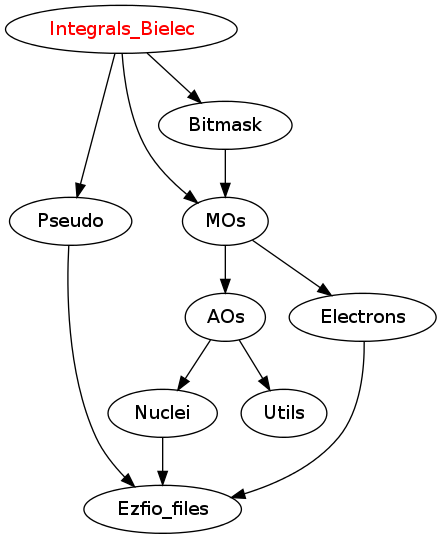 Integrals_Bielec
Bitmask
Pseudo
MOs
AOs
Electrons
Nuclei
Utils
Ezfio_files